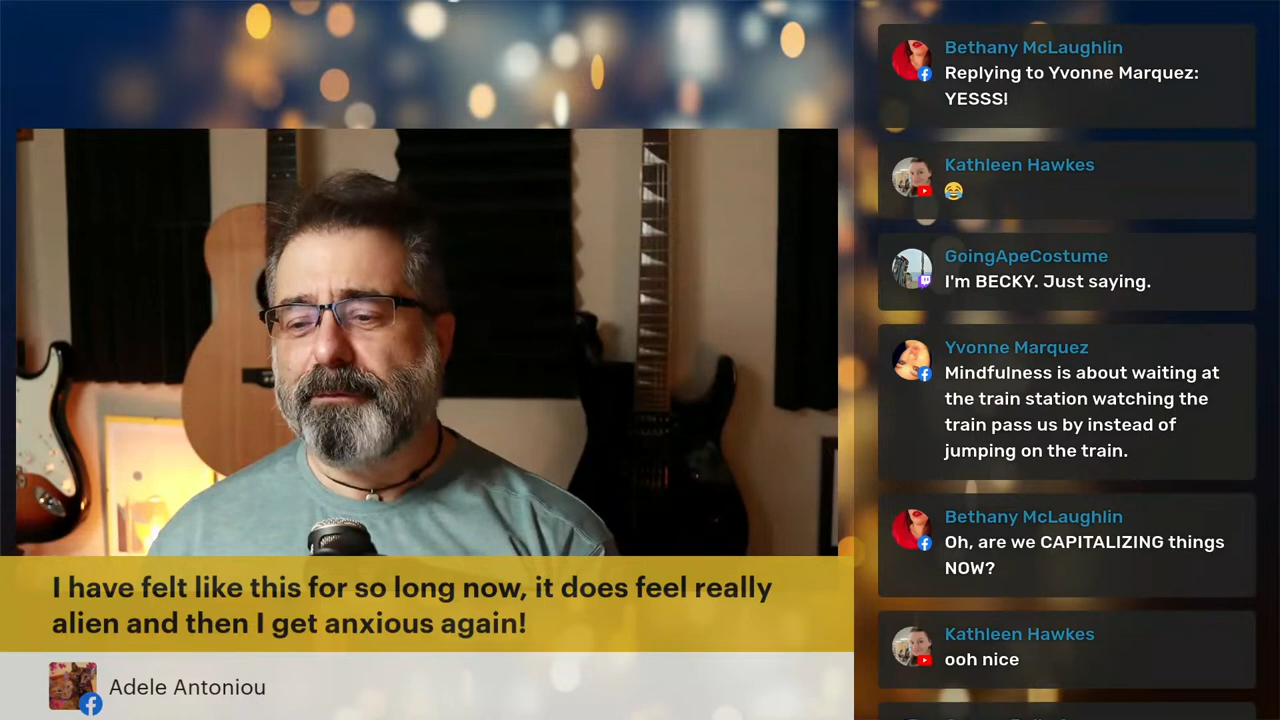 Bethany McLaughlin
Replying to Yvonne Marquez:
YESSS!
Kathleen Hawkes
😂
GoingApeCostume
I'm BECKY. Just saying.
Yvonne Marquez
Mindfulness is about waiting at
the train station watching the
train pass us by instead of
jumping on the train.
Bethany McLaughlin
Oh, are we CAPITALIZING things
NOW?
Kathleen Hawkes
ooh nice
I have felt like this for so long now, it does feel really
alien and then I get anxious again!
Adele Antoniou